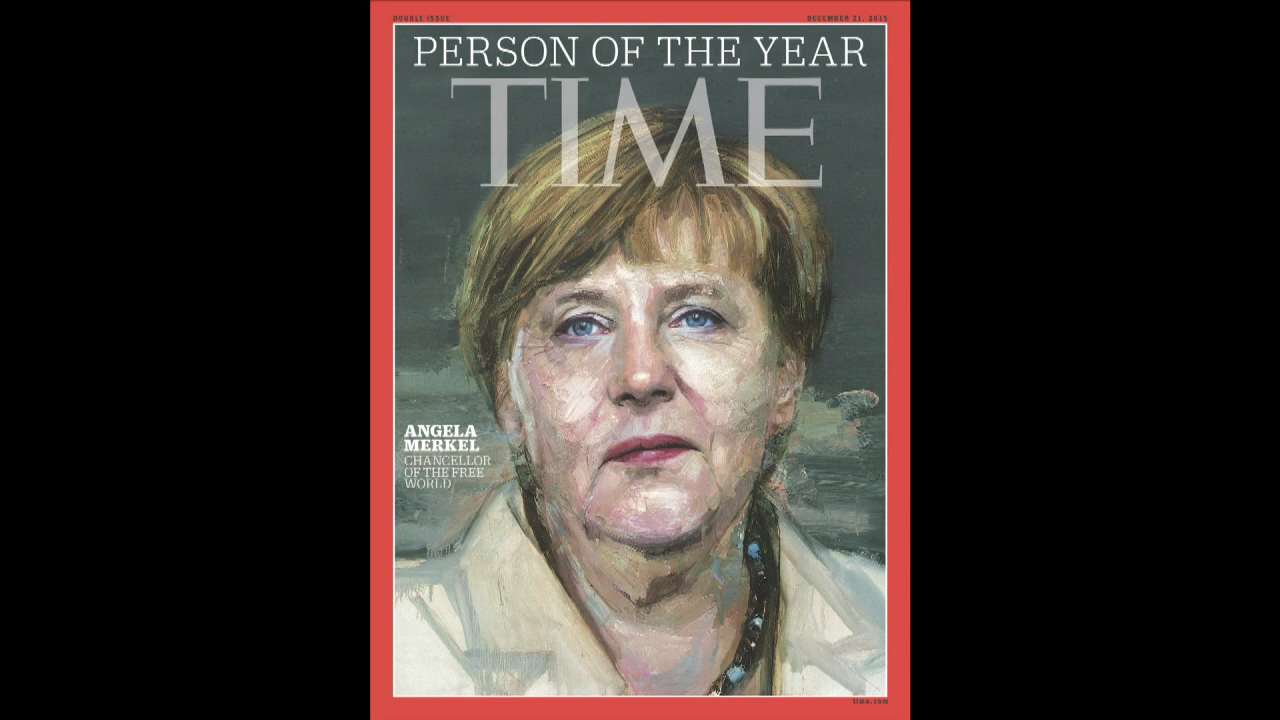 DOUBLE ISSUE
DECEMBER 21, 2015
PERSON OF THE YEAR
TIME
ANGELA
MERKEL
CHANCELLOR
OF THE FREE
WORLD
time.com